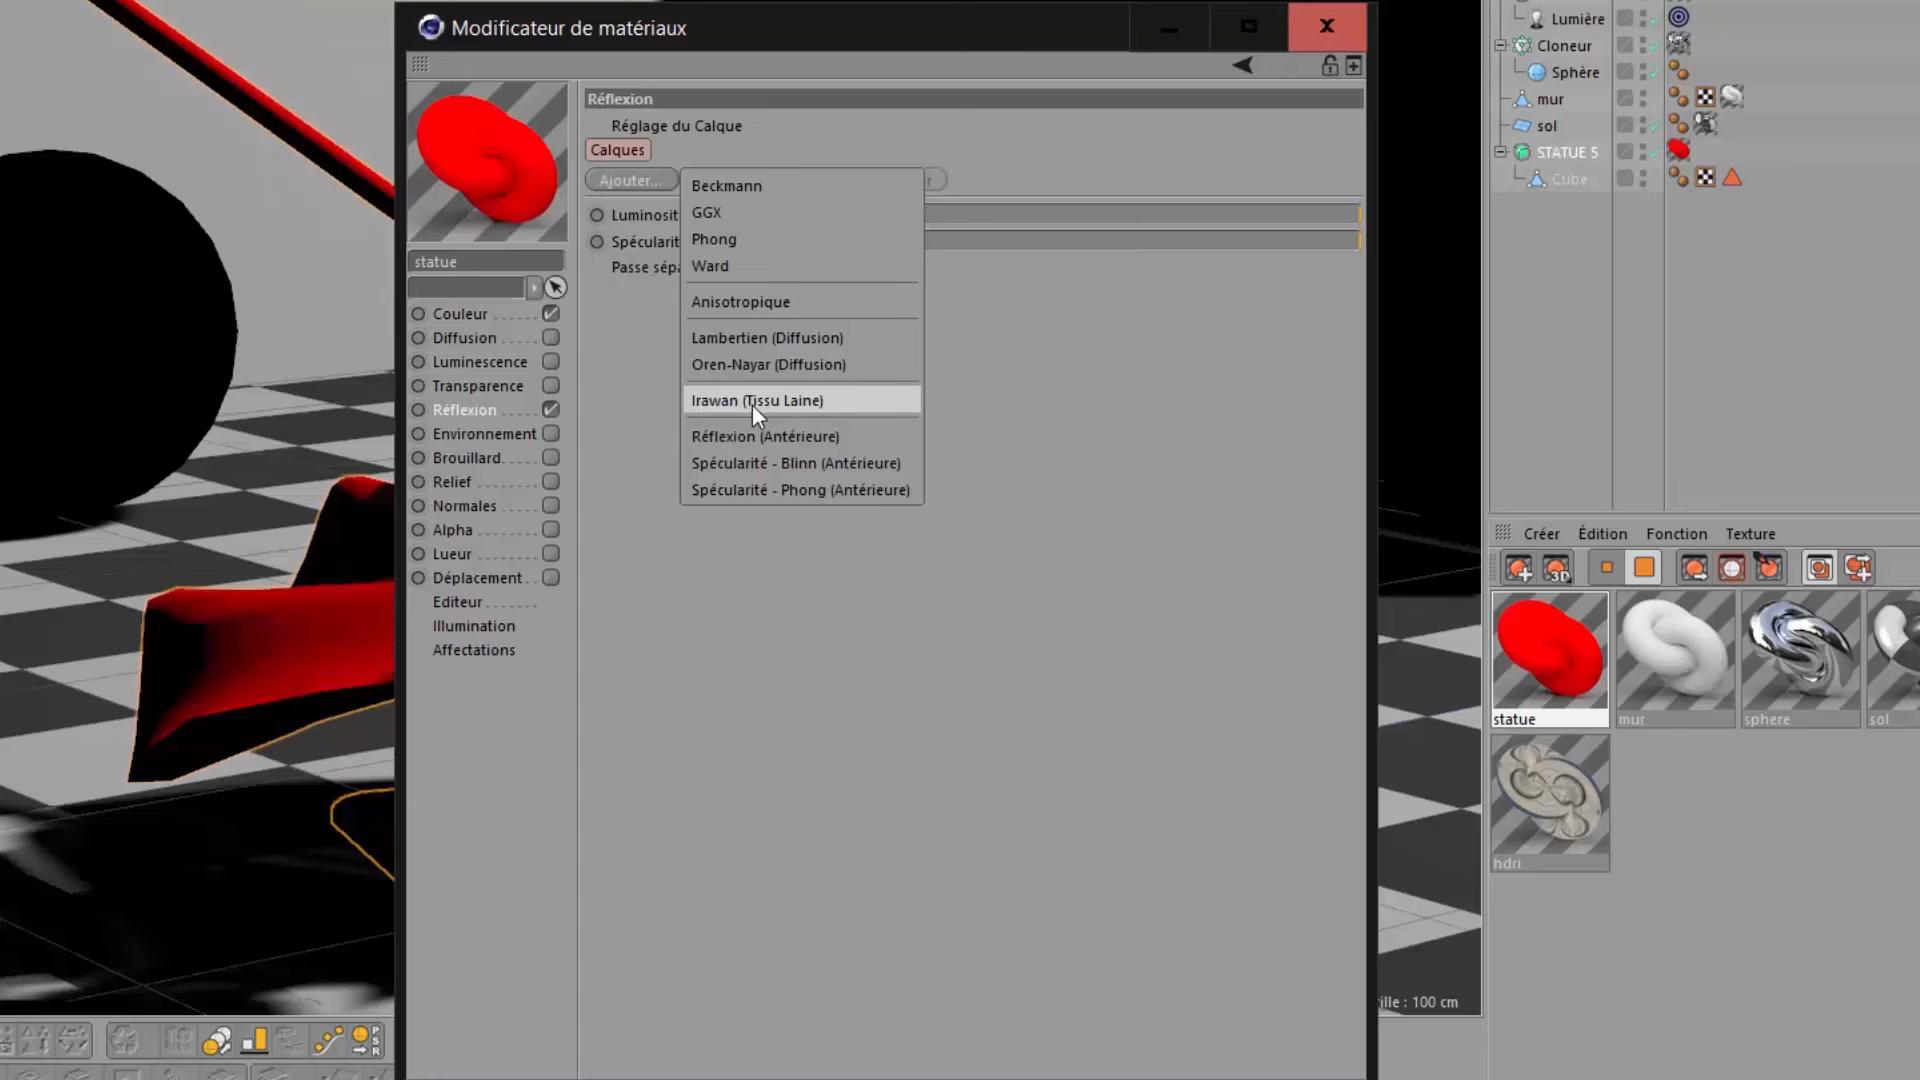 Modificateur de matériaux
Réflexion
Réglage du Calque
Calques
Ajouter...
Luminosit
Spécularit
Passe sépa
Beckmann
GGX
Phong
Ward
Anisotropique
Lambertien (Diffusion)
Oren-Nayar (Diffusion)
Irawan (Tissu Laine)
Réflexion (Antérieure)
Spécularité - Blinn (Antérieure)
Spécularité - Phong (Antérieure)
statue
Couleur
Diffusion
Luminescence
Transparence
Réflexion
Environnement
Brouillard
Relief
Normales
Alpha
Lueur
Déplacement
Editeur
Illumination
Affectations
Lumière
Cloneur
Sphère
mur
sol
STATUE 5
Cube
Créer Édition Fonction Texture
3D
statue mur sphere sol
hdri
ille : 100 cm
PSR